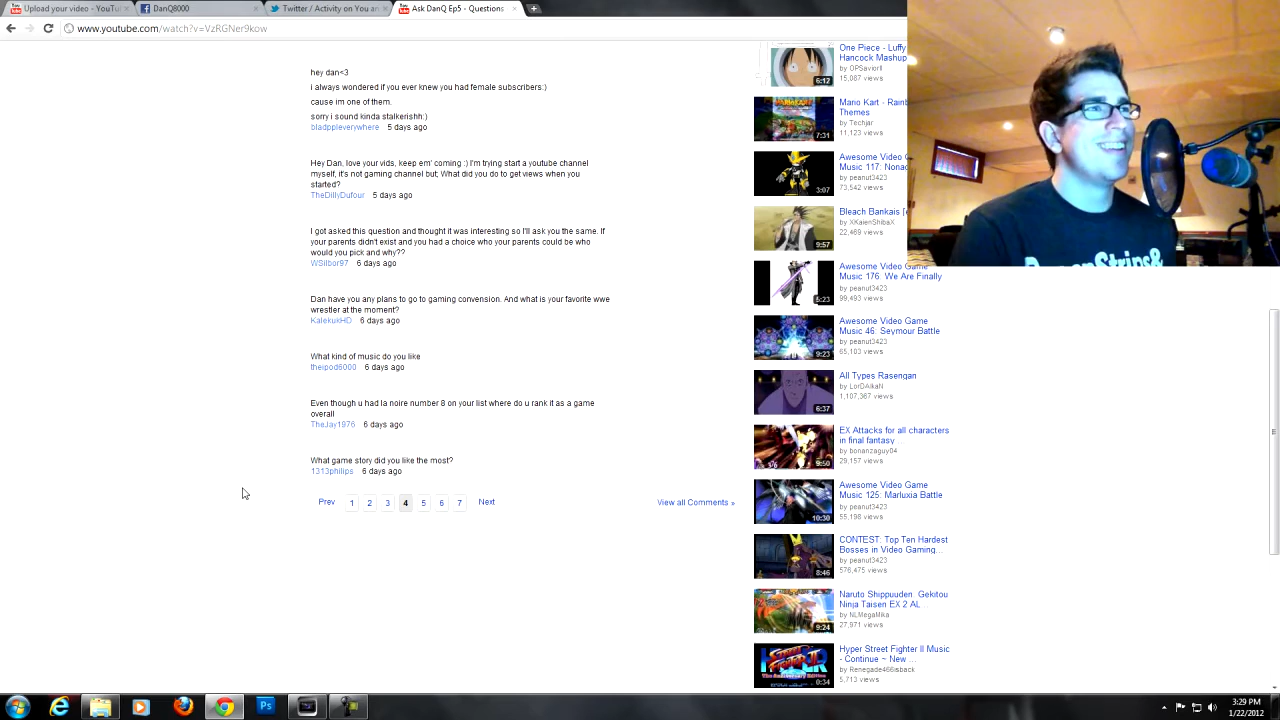 Upload your video - YouTu
DanQ8000
Twitter / Activity on You an
Ask DanQ Ep5 - Questions
www.youtube.com/watch?v=VzRGNer9kow
hey dan<3
i always wondered if you ever knew you had female subscribers:)
cause im one of them.
sorry i sound kinda stalkerishh:)
bladppleverywhere 5 days ago
Hey Dan, love your vids, keep em' coming :) I'm trying start a youtube channel
myself, it's not gaming channel but; What did you do to get views when you
started?
TheDillyDufour 5 days ago
I got asked this question and thought it was interesting so I'll ask you the same. If
your parents didn't exist and you had a choice who your parents could be who
would you pick and why??
WSilbor97 6 days ago
Dan have you any plans to go to gaming convension. And what is your favorite wwe
wrestler at the moment?
KalekukHD 6 days ago
What kind of music do you like
theipod6000 6 days ago
Even though u had la noire number 8 on your list where do u rank it as a game
overall
TheJay1976 6 days ago
What game story did you like the most?
1313philips 6 days ago
Prev 1 2 3 4 5 6 7 Next
View all Comments »
One Piece - Luffy
Hancock Mashup
by OPSaviorII
15,087 views
6:12
Mario Kart - Rainb
Themes
by Techjar
11,123 views
7:31
Awesome Video G
Music 117: Nonac
by peanut3423
73,542 views
3:07
Bleach Bankais
by XKaienShibaX
22,469 views
9:57
Awesome Video Game
Music 176: We Are Finally
by peanut3423
99,493 views
5:23
Awesome Video Game
Music 46: Seymour Battle
by peanut3423
65,103 views
9:23
All Types Rasengan
by LorDAlkaN
1,107,367 views
6:37
EX Attacks for all characters
in final fantasy ...
by bonanzaguy04
29,157 views
9:50
Awesome Video Game
Music 125: Marluxia Battle
by peanut3423
55,198 views
10:30
CONTEST: Top Ten Hardest
Bosses in Video Gaming...
by peanut3423
576,475 views
8:46
Naruto Shippuuden: Gekitou
Ninja Taisen EX 2 AL
by NLMegaMika
27,971 views
9:24
Hyper Street Fighter II Music
- Continue ~ New ...
by Renegade466isback
5,713 views
0:34
3:29 PM
1/22/2012